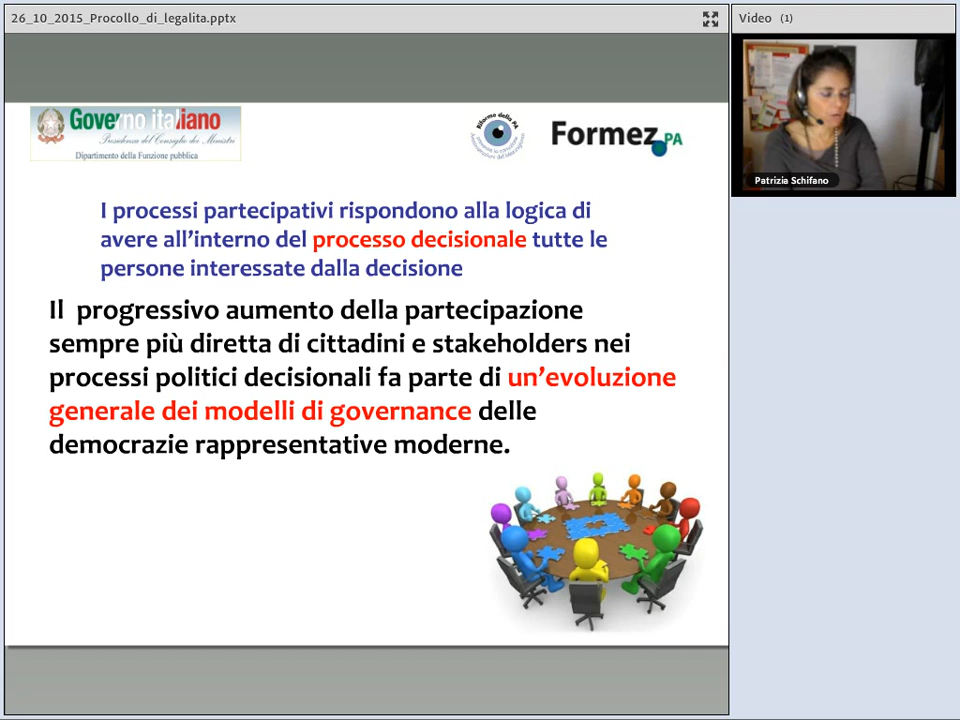 26_10_2015_Procollo_di_legalita.pptx
Video (1)
Governo italiano
Presidenza del Consiglio dei Ministri
Dipartimento della Funzione pubblica
Riforme della PA
Formez PA
Patrizia Schifano
I processi partecipativi rispondono alla logica di
avere all’interno del processo decisionale tutte le
persone interessate dalla decisione
Il progressivo aumento della partecipazione
sempre più diretta di cittadini e stakeholders nei
processi politici decisionali fa parte di un’evoluzione
generale dei modelli di governance delle
democrazie rappresentative moderne.